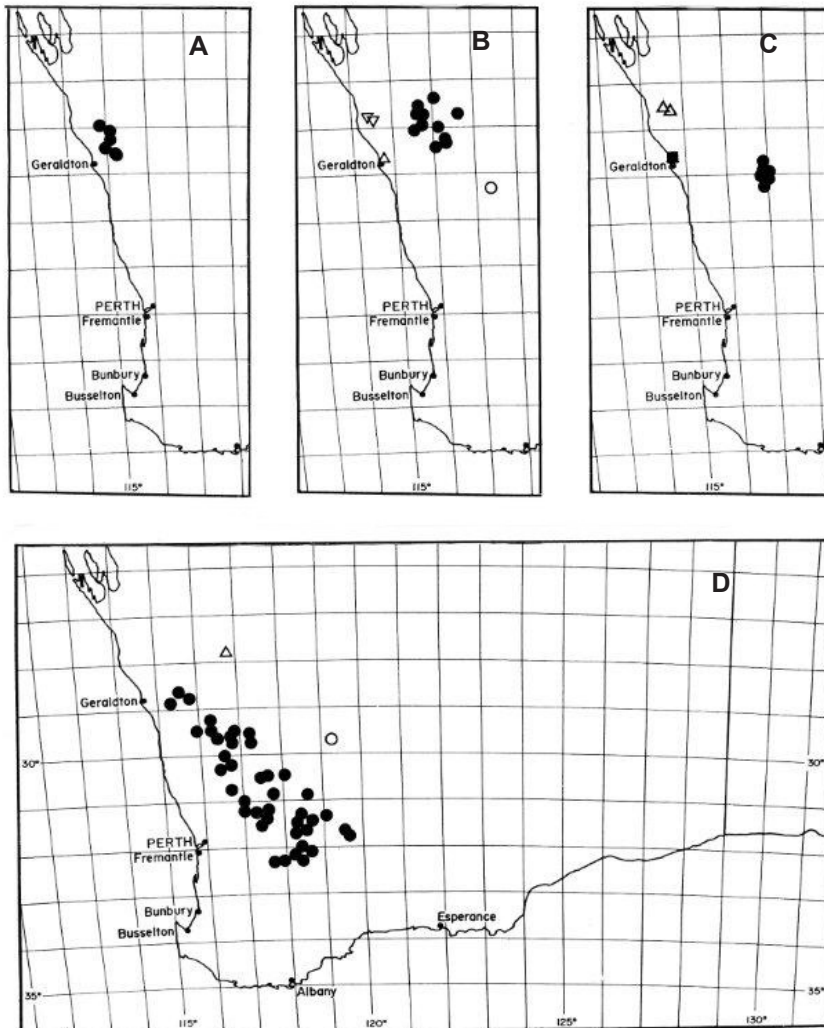 A
Geraldton
PERTH
Fremantle
Bunbury
Busselton
115°
B
Geraldton
PERTH
Fremantle
Bunbury
Busselton
115°
C
Geraldton
PERTH
Fremantle
Bunbury
Busselton
115°
D
Geraldton
30° 30°
PERTH
Fremantle
Bunbury
Busselton
Esperance
Albany
35° 35°
115° 120° 125° 130°